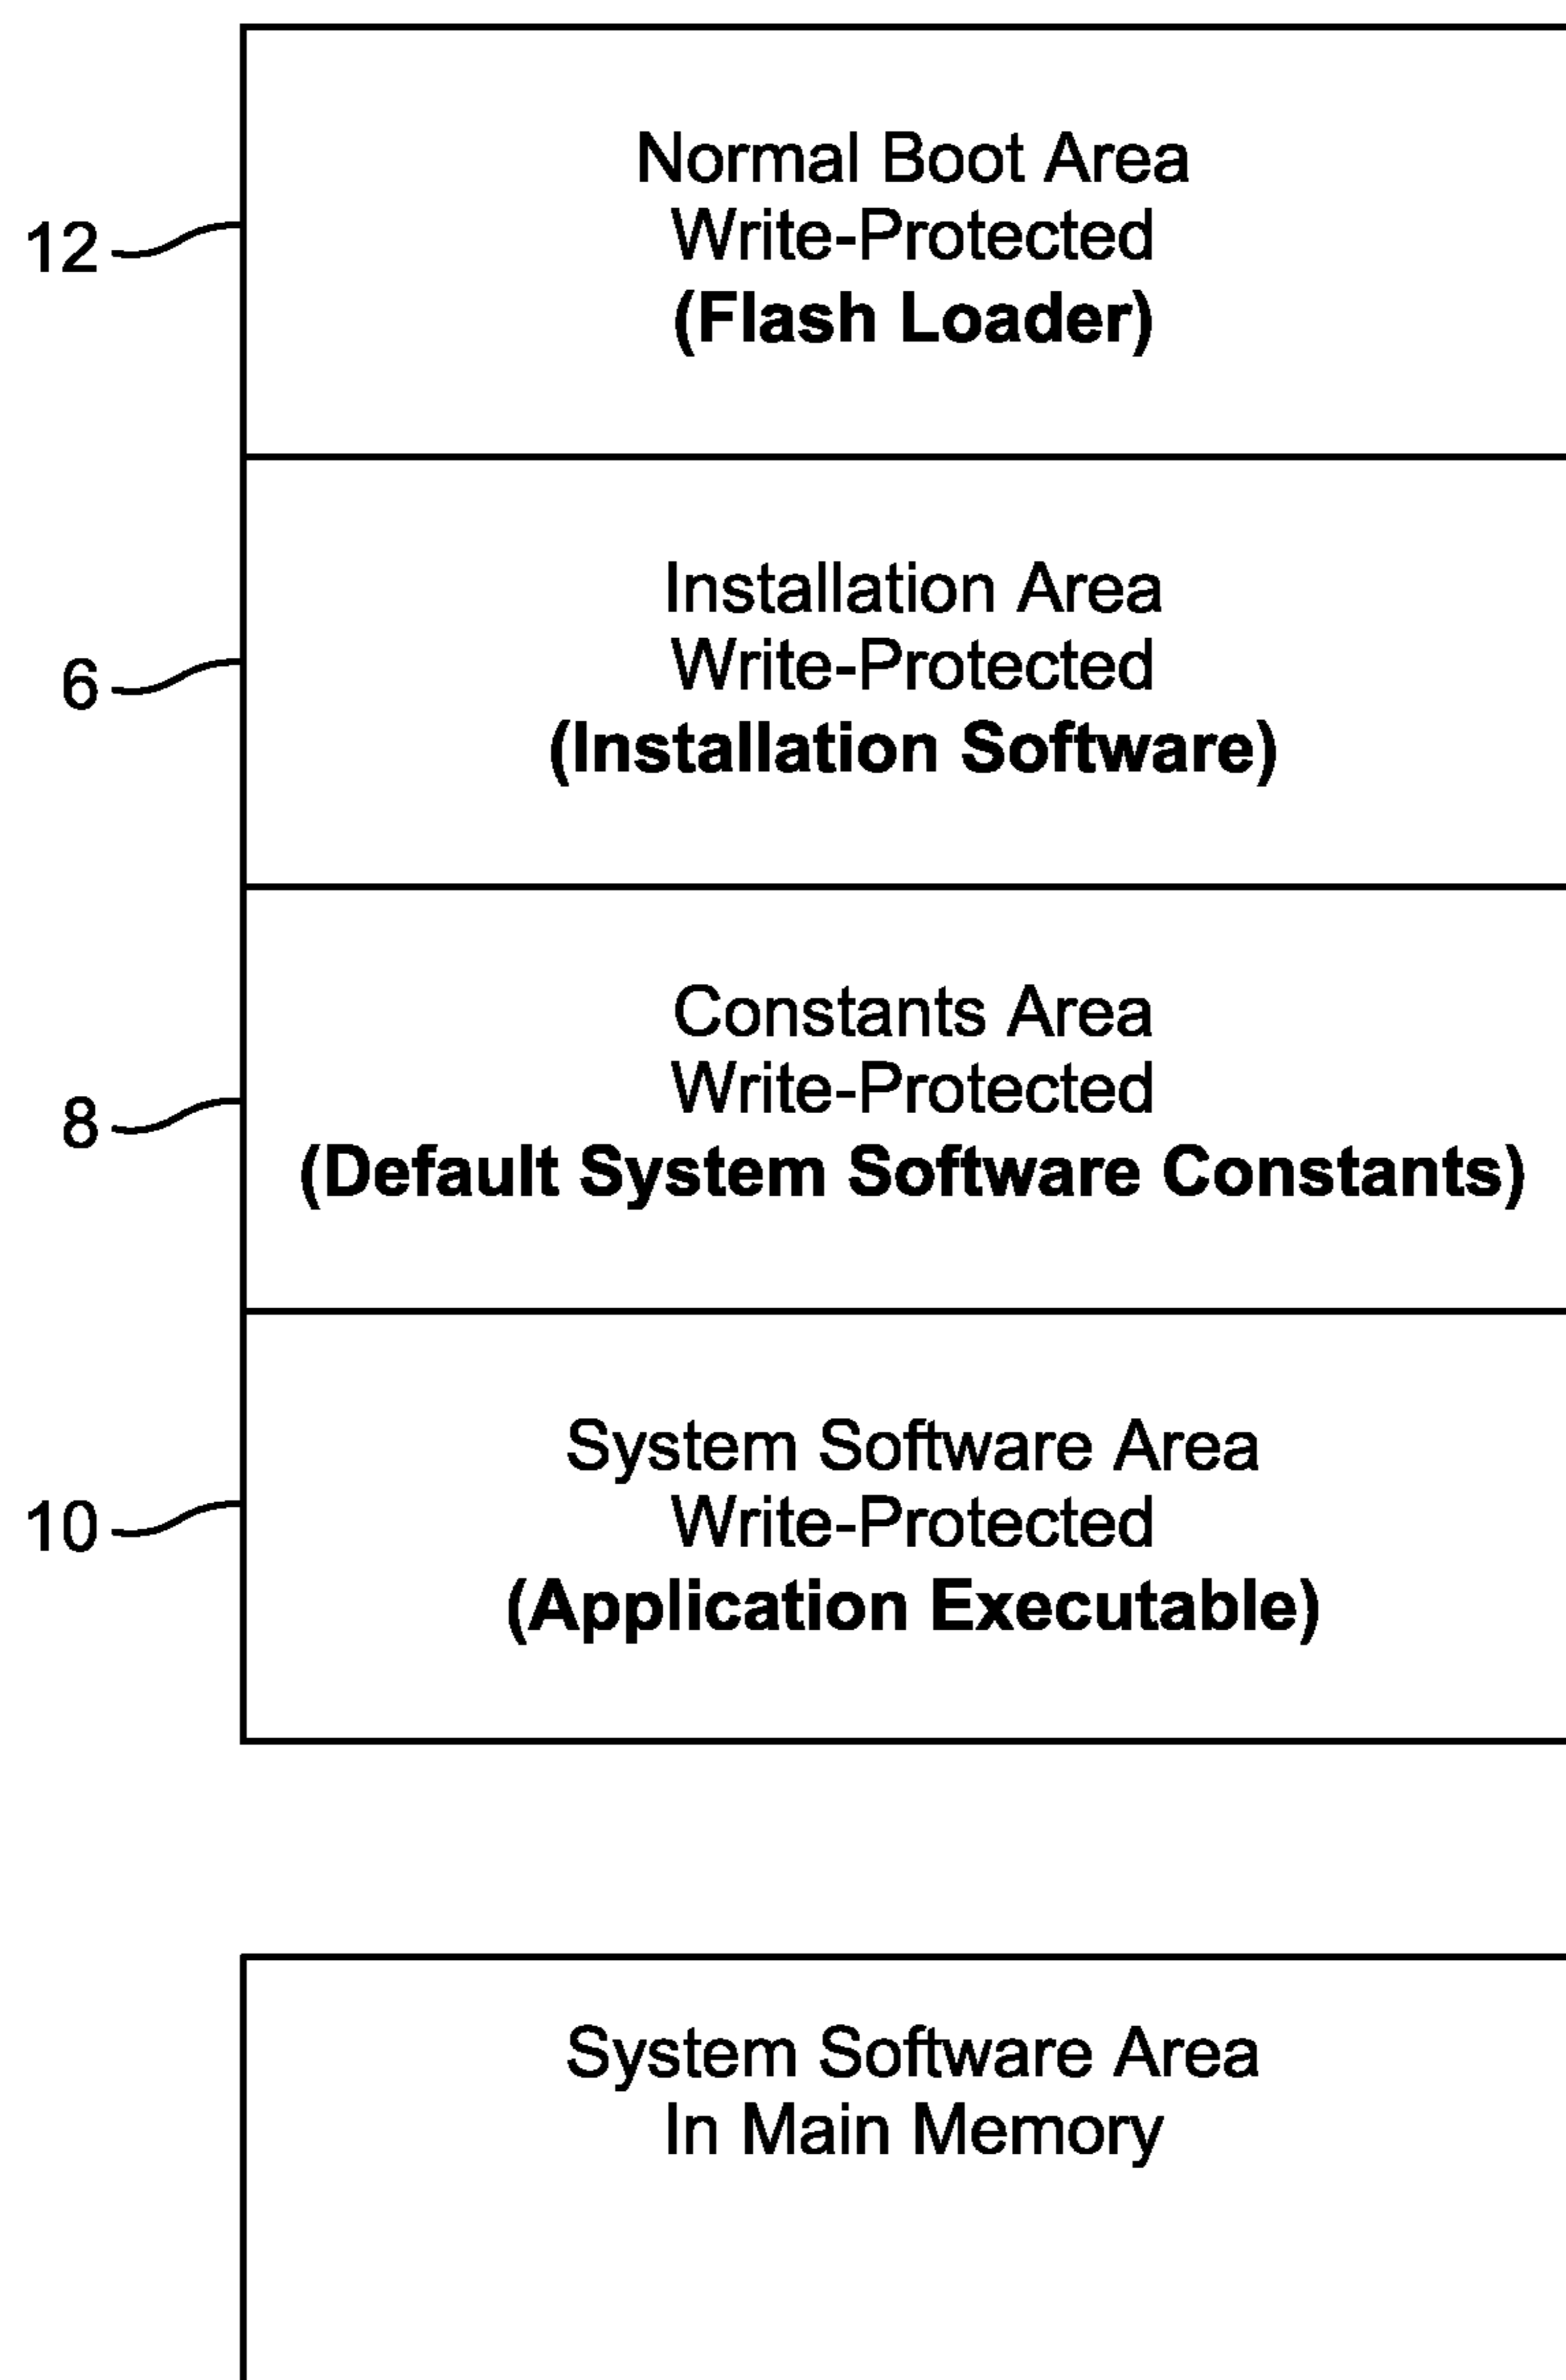 Normal Boot Area
Write-Protected
(Flash Loader)
12
Installation Area
Write-Protected
(Installation Software)
6
Constants Area
Write-Protected
(Default System Software Constants)
8
System Software Area
Write-Protected
(Application Executable)
10
System Software Area
In Main Memory